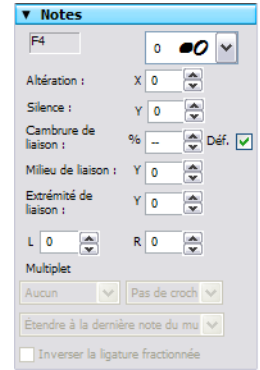 ▼ Notes
F4 0
Altération : X 0
Silence : Y 0
Cambrure de
liaison : % -- Déf.
Milieu de liaison : Y 0
Extrémité de
liaison : Y 0
L 0 R 0
Multiplet
Aucun Pas de croch
Étendre à la dernière note du mu
Inverser la ligature fractionnée